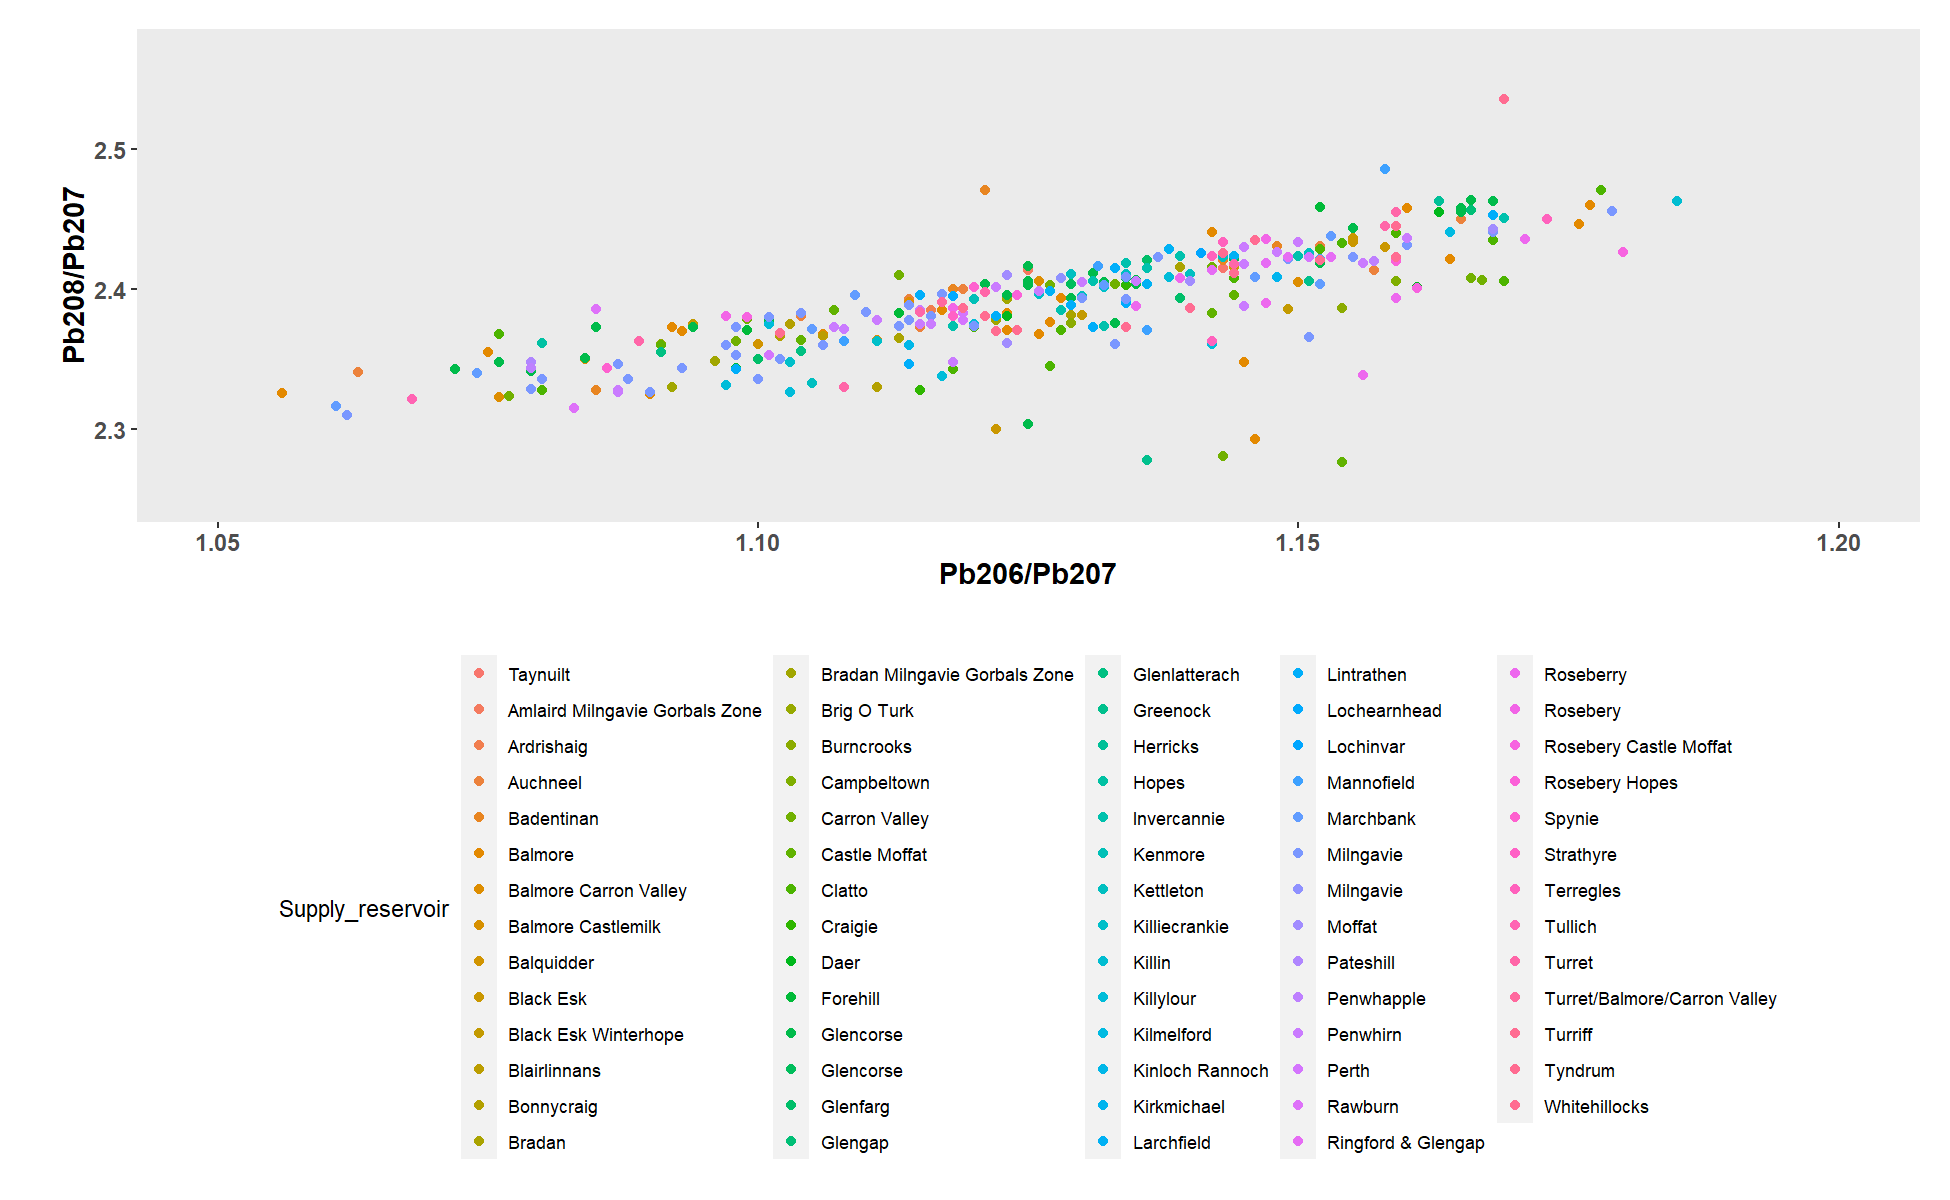 2.5
2.4
2.3
Pb208/Pb207
1.05 1.10 1.15 1.20
Pb206/Pb207
Supply_reservoir
Taynuilt
Amlaird Milngavie Gorbals Zone
Ardrishaig
Auchneel
Badentinan
Balmore
Balmore Carron Valley
Balmore Castlemilk
Balquidder
Black Esk
Black Esk Winterhope
Blairlinnans
Bonnycraig
Bradan
Bradan Milngavie Gorbals Zone
Brig O Turk
Burncrooks
Campbeltown
Carron Valley
Castle Moffat
Clatto
Craigie
Daer
Forehill
Glencorse
Glencorse
Glenfarg
Glengap
Glenlatterach
Greenock
Herricks
Hopes
Invercannie
Kenmore
Kettleton
Killiecrankie
Killin
Killylour
Kilmelford
Kinloch Rannoch
Kirkmichael
Larchfield
Lintrathen
Lochearnhead
Lochinvar
Mannofield
Marchbank
Milngavie
Milngavie
Moffat
Pateshill
Penwhapple
Penwhirn
Perth
Rawburn
Ringford & Glengap
Roseberry
Rosebery
Rosebery Castle Moffat
Rosebery Hopes
Spynie
Strathyre
Terregles
Tullich
Turret
Turret/Balmore/Carron Valley
Turriff
Tyndrum
Whitehillocks